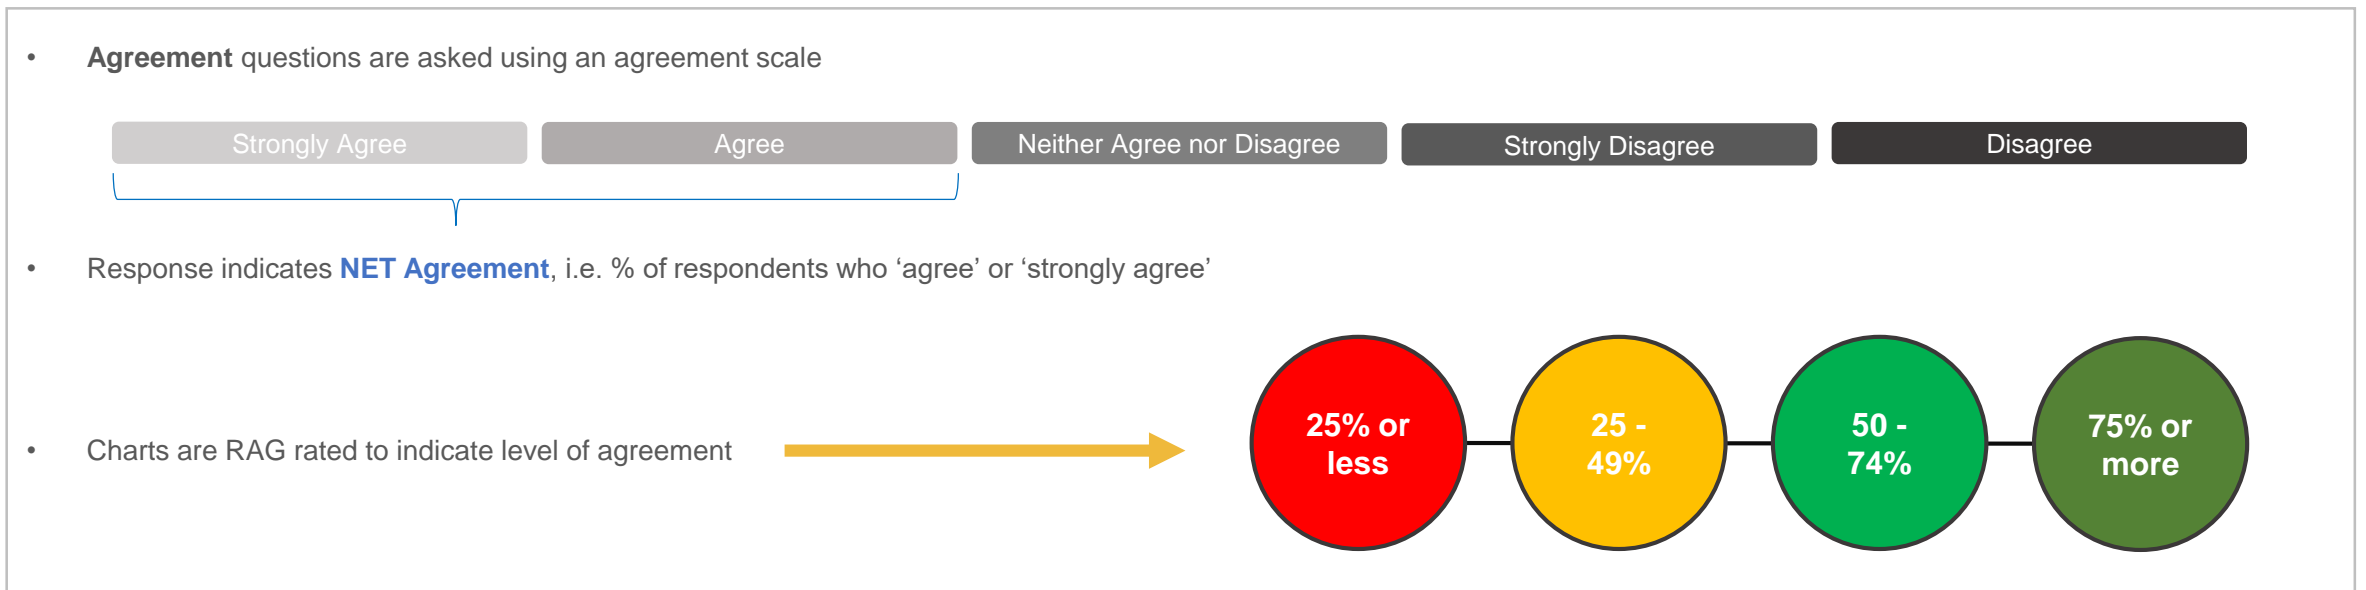 • Agreement questions are asked using an agreement scale
Strongly Agree
Agree
Neither Agree nor Disagree
Strongly Disagree
Disagree
• Response indicates NET Agreement, i.e. % of respondents who ‘agree’ or ‘strongly agree’
• Charts are RAG rated to indicate level of agreement
25% or
less
25 -
49%
50 -
74%
75% or
more